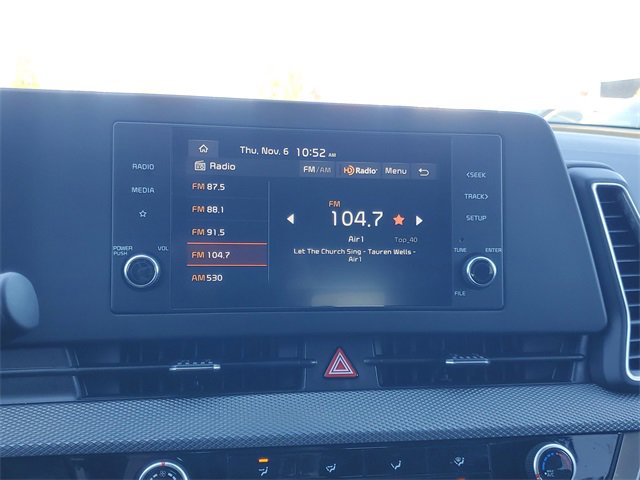 Thu, Nov. 6 10:52 AM
Radio
FM/AM
HD Radio
Menu
RADIO
MEDIA
POWER PUSH
VOL
FM 87.5
FM 88.1
FM 91.5
FM 104.7
AM 530
FM
104.7
Air1
Top_40
Let The Church Sing - Tauren Wells -
Air1
<SEEK
TRACK>
SETUP
TUNE
ENTER
FILE